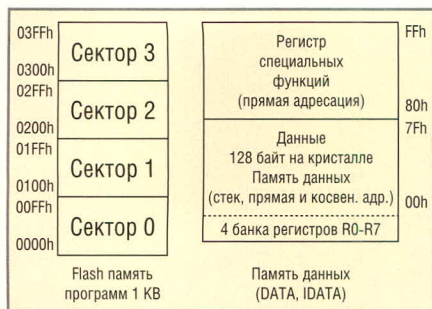 03FFh
Сектор 3
0300h
02FFh
Сектор 2
0200h
01FFh
Сектор 1
0100h
00FFh
Сектор 0
0000h
Flash память
программ 1 KB
FFh
Регистр
специальных
функций
(прямая адресация)
80h
7Fh
Данные
128 байт на кристалле
Память данных
(стек, прямая и косвен. адр.)
00h
4 банка регистров R0-R7
Память данных
(DATA, IDATA)